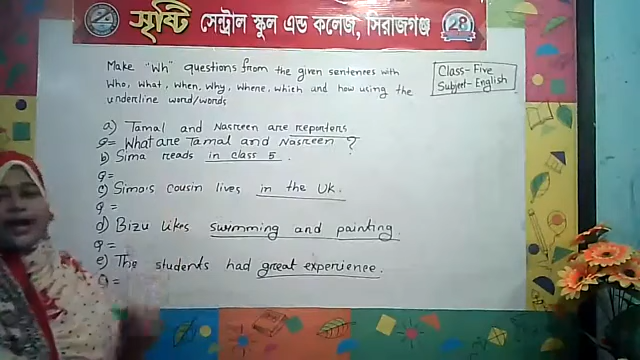 সৃষ্টি সেন্ট্রাল স্কুল এন্ড কলেজ, সিরাজগঞ্জ
Make "Wh" questions from the given sentences with
Who, What, When, Why, Where, Which and how using the
underline word/words
Class- Five
Subject- English
a) Tamal and Nasreen are reporters
Q= What are Tamal and Nasreen ?
b) Sima reads in class 5.
Q=
c) Sima's cousin lives in the Uk.
Q=
d) Bizu likes swimming and painting.
Q=
e) The students had great experience.
Q=